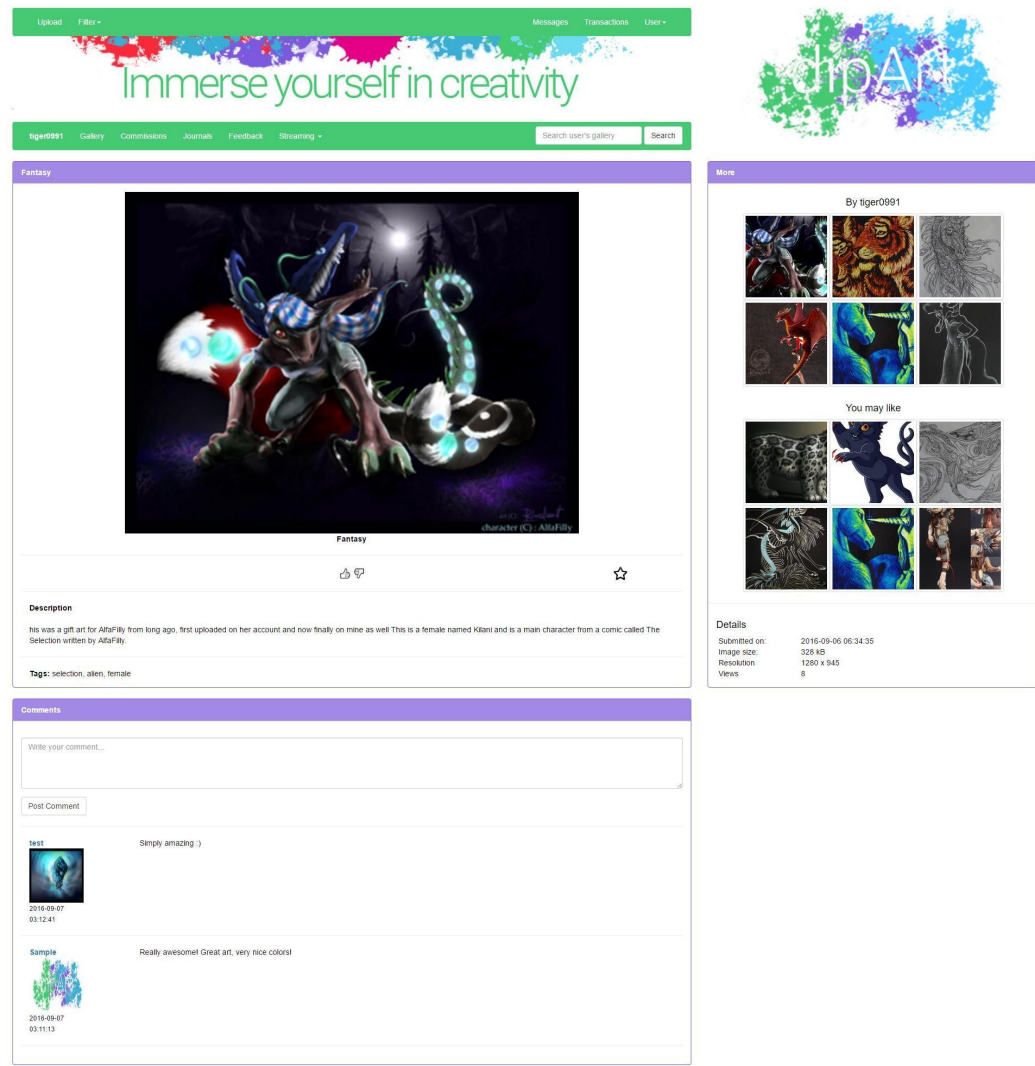 Upload Filter
Messages Transactions User
clipArt
Immerse yourself in creativity
tiger0991 Gallery Commissions Journals Feedback Streaming
Search user's gallery Search
Fantasy
character (C) : AlfaFilly
Fantasy
Description
his was a gift art for AlfaFilly from long ago, first uploaded on her account and now finally on mine as well This is a female named Kilani and is a main character from a comic called The
Selection written by AlfaFilly.
Tags: selection, alien, female
More
By tiger0991
You may like
Details
Submitted on: 2016-09-06 06:34:35
Image size: 328 kB
Resolution 1280 x 945
Views 8
Comments
Write your comment...
Post Comment
test
Simply amazing :)
2016-09-07
03:12:41
Sample
Really awesome! Great art, very nice colors!
2016-09-07
03:11:13